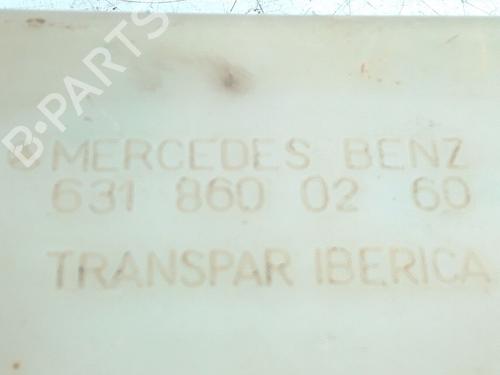 B-PARTS
MERCEDES BENZ
631 860 02 60
TRANSPAR IBERICA